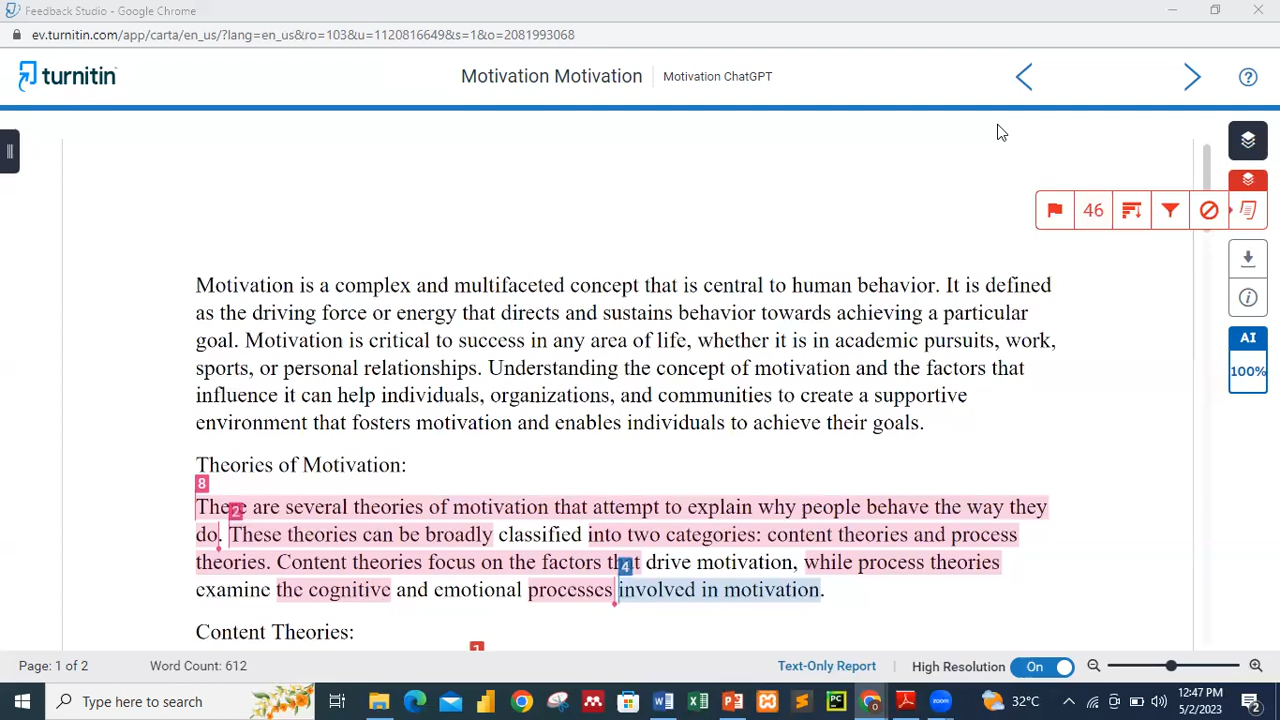 Feedback Studio - Google Chrome
ev.turnitin.com/app/carta/en_us/?lang=en_us&ro=103&u=1120816649&s=1&o=2081993068
turnitin
Motivation Motivation
Motivation ChatGPT
46
Motivation is a complex and multifaceted concept that is central to human behavior. It is defined
as the driving force or energy that directs and sustains behavior towards achieving a particular
goal. Motivation is critical to success in any area of life, whether it is in academic pursuits, work,
sports, or personal relationships. Understanding the concept of motivation and the factors that
influence it can help individuals, organizations, and communities to create a supportive
environment that fosters motivation and enables individuals to achieve their goals.
AI
100%
Theories of Motivation:
8
There are several theories of motivation that attempt to explain why people behave the way they
2
do. These theories can be broadly classified into two categories: content theories and process
theories. Content theories focus on the factors that drive motivation, while process theories
4
examine the cognitive and emotional processes involved in motivation.
Content Theories:
1
Page: 1 of 2
Word Count: 612
Text-Only Report
High Resolution
On
Type here to search
32°C
12:47 PM
5/2/2023
2